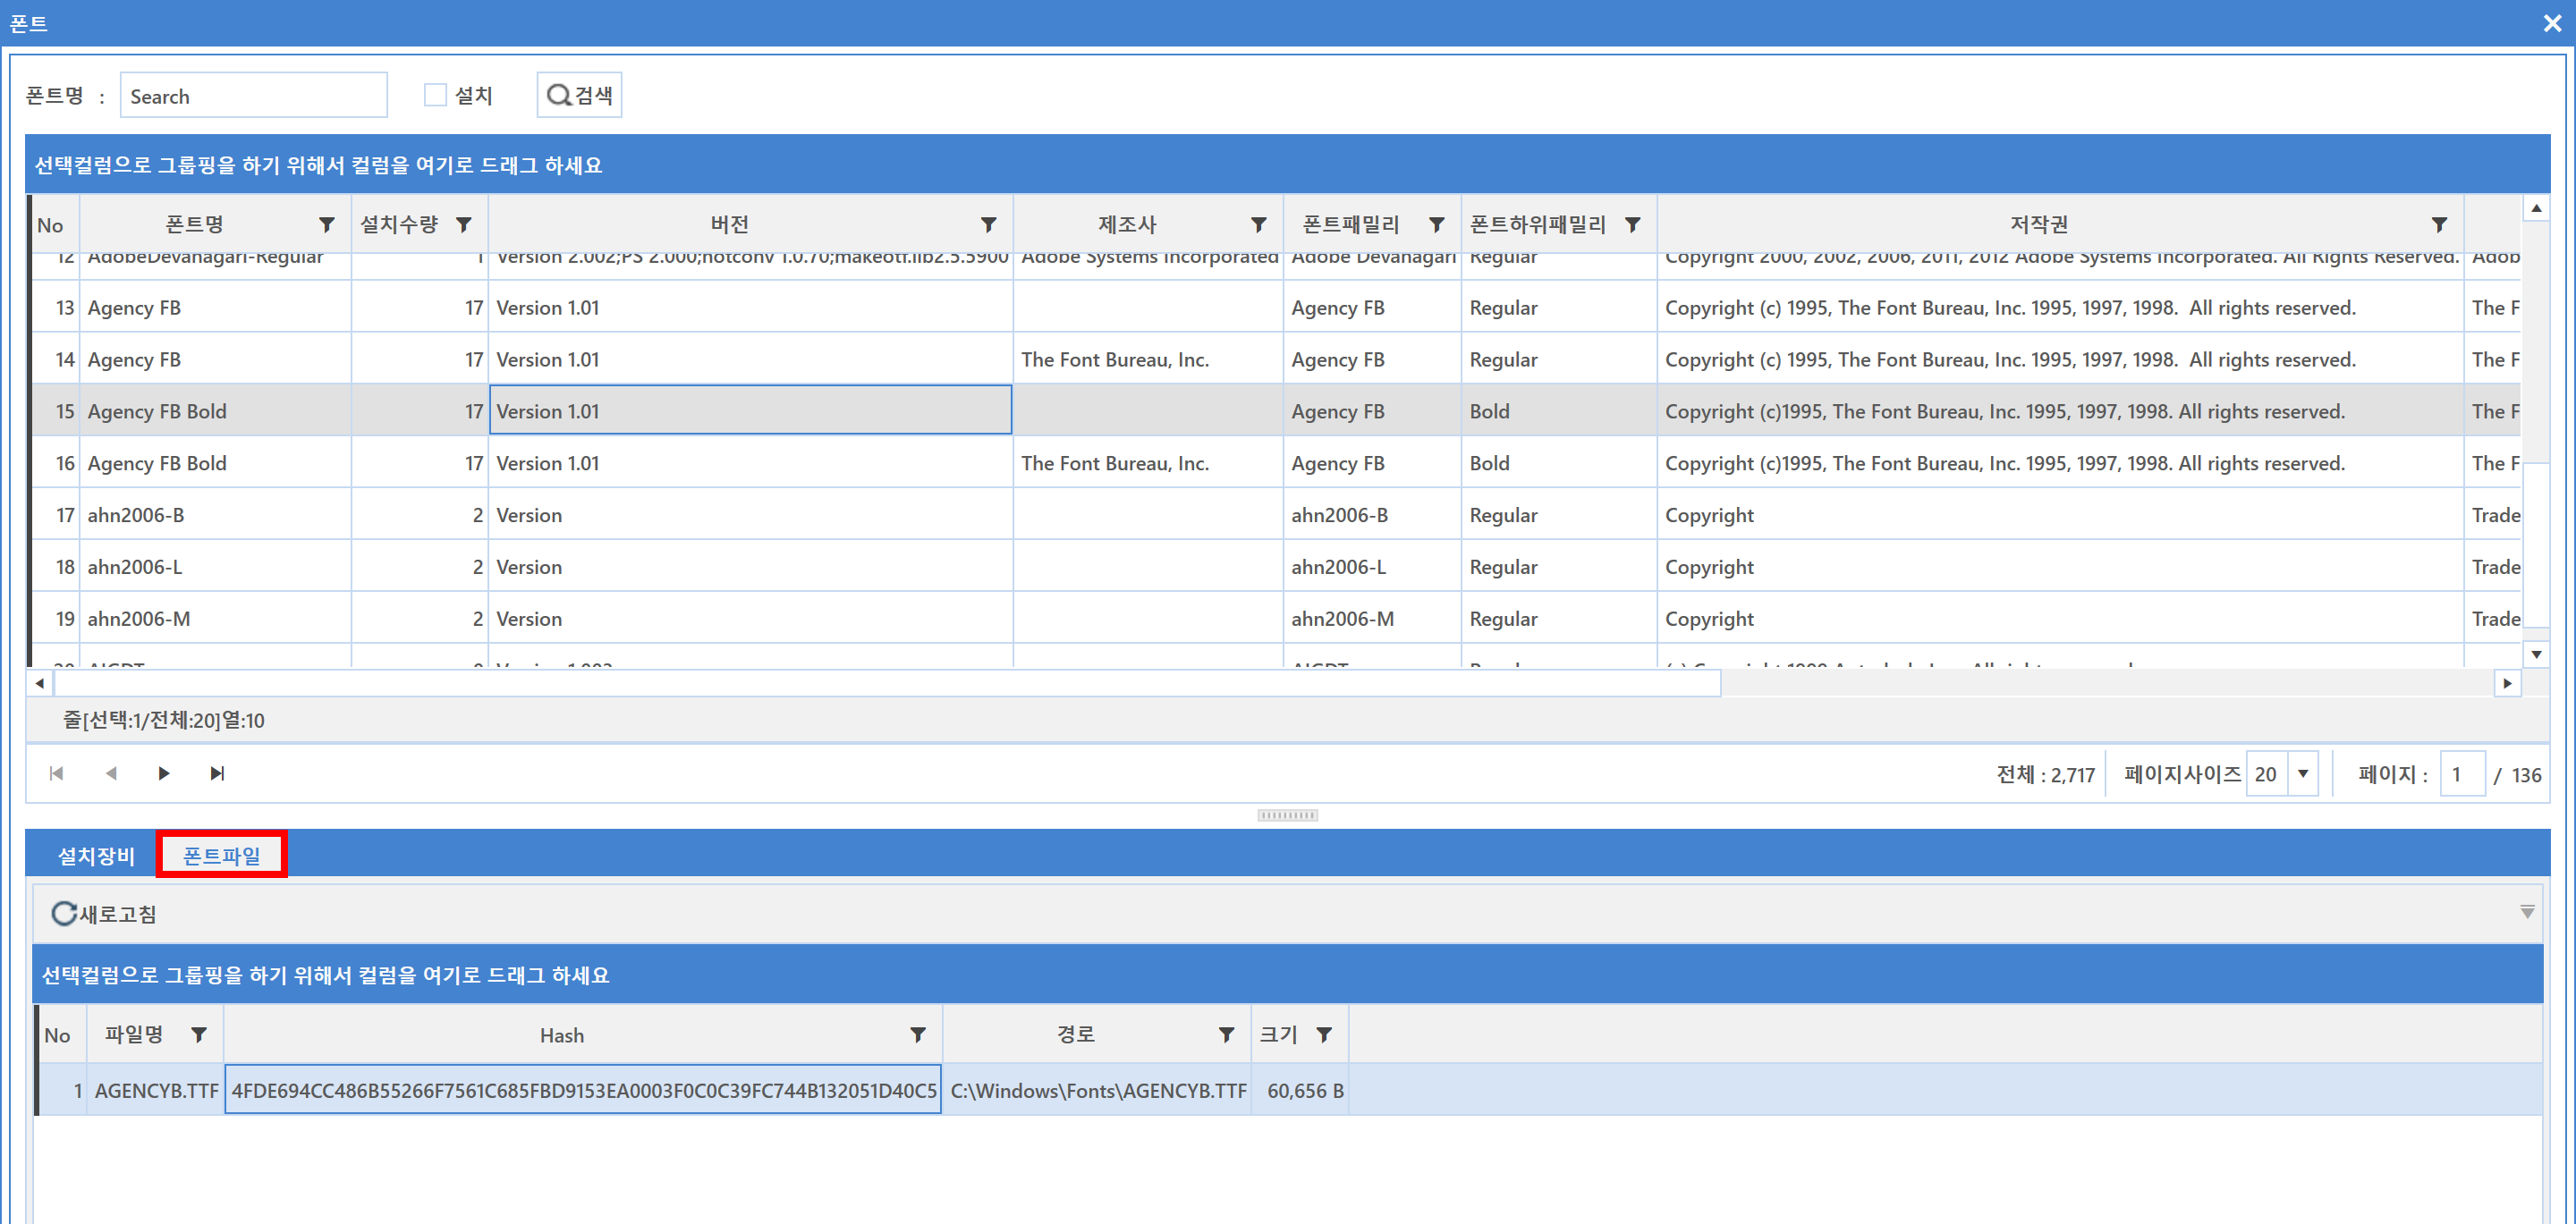 폰트
폰트명 : Search 설치 검색
선택컬럼으로 그룹핑을 하기 위해서 컬럼을 여기로 드래그 하세요
No 폰트명 설치수량 버전 제조사 폰트패밀리 폰트하위패밀리 저작권
12 AdobeDevanagari-Regular 1 Version 2.002;PS 2.000;hotconv 1.0.70;makeotf.lib2.5.5900 Adobe Systems Incorporated Adobe Devanagari Regular Copyright 2000, 2002, 2006, 2011, 2012 Adobe Systems Incorporated. All Rights Reserved. Adob
13 Agency FB 17 Version 1.01 Agency FB Regular Copyright (c) 1995, The Font Bureau, Inc. 1995, 1997, 1998.  All rights reserved. The F
14 Agency FB 17 Version 1.01 The Font Bureau, Inc. Agency FB Regular Copyright (c) 1995, The Font Bureau, Inc. 1995, 1997, 1998.  All rights reserved. The F
15 Agency FB Bold 17 Version 1.01 Agency FB Bold Copyright (c)1995, The Font Bureau, Inc. 1995, 1997, 1998. All rights reserved. The F
16 Agency FB Bold 17 Version 1.01 The Font Bureau, Inc. Agency FB Bold Copyright (c)1995, The Font Bureau, Inc. 1995, 1997, 1998. All rights reserved. The F
17 ahn2006-B 2 Version ahn2006-B Regular Copyright Trade
18 ahn2006-L 2 Version ahn2006-L Regular Copyright Trade
19 ahn2006-M 2 Version ahn2006-M Regular Copyright Trade
줄[선택:1/전체:20]열:10
전체 : 2,717 페이지사이즈 20 페이지 : 1 / 136
설치장비 폰트파일
새로고침
선택컬럼으로 그룹핑을 하기 위해서 컬럼을 여기로 드래그 하세요
No 파일명 Hash 경로 크기
1 AGENCYB.TTF 4FDE694CC486B55266F7561C685FBD9153EA0003F0C0C39FC744B132051D40C5 C:\Windows\Fonts\AGENCYB.TTF 60,656 B